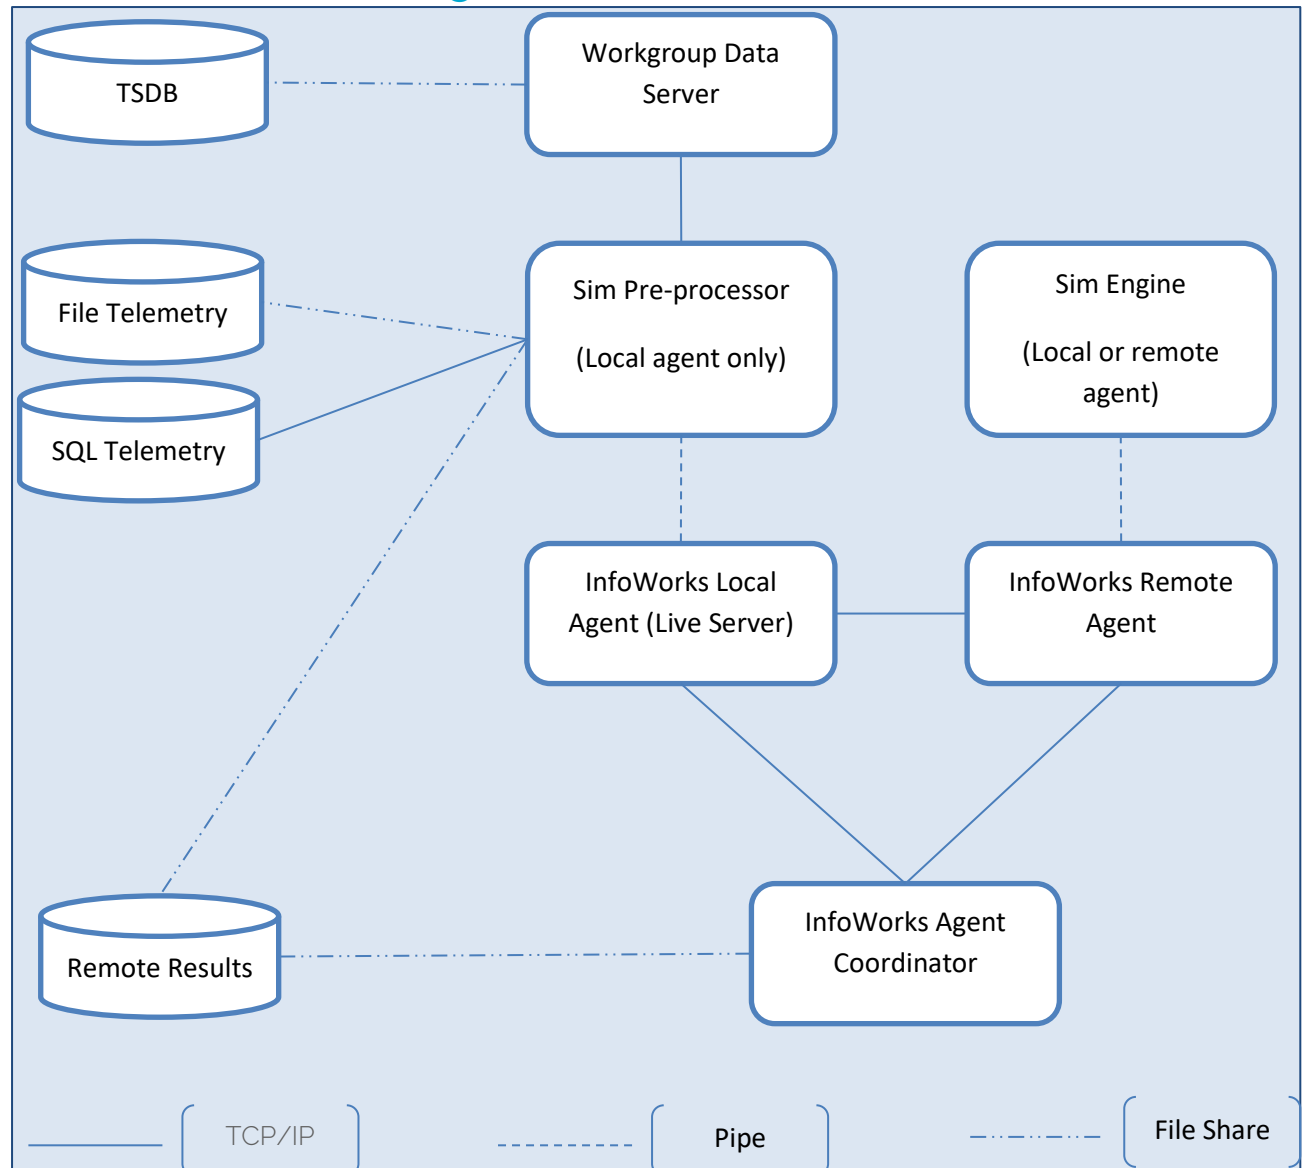 TSDB
Workgroup Data
Server
File Telemetry
SQL Telemetry
Sim Pre-processor
(Local agent only)
Sim Engine
(Local or remote
agent)
InfoWorks Local
Agent (Live Server)
InfoWorks Remote
Agent
Remote Results
InfoWorks Agent
Coordinator
TCP/IP
Pipe
File Share